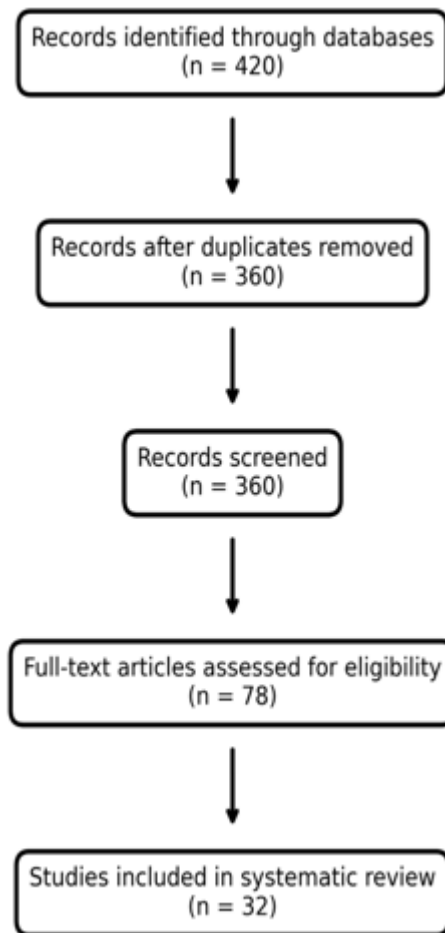 Records identified through databases
(n = 420)
Records after duplicates removed
(n = 360)
Records screened
(n = 360)
Full-text articles assessed for eligibility
(n = 78)
Studies included in systematic review
(n = 32)